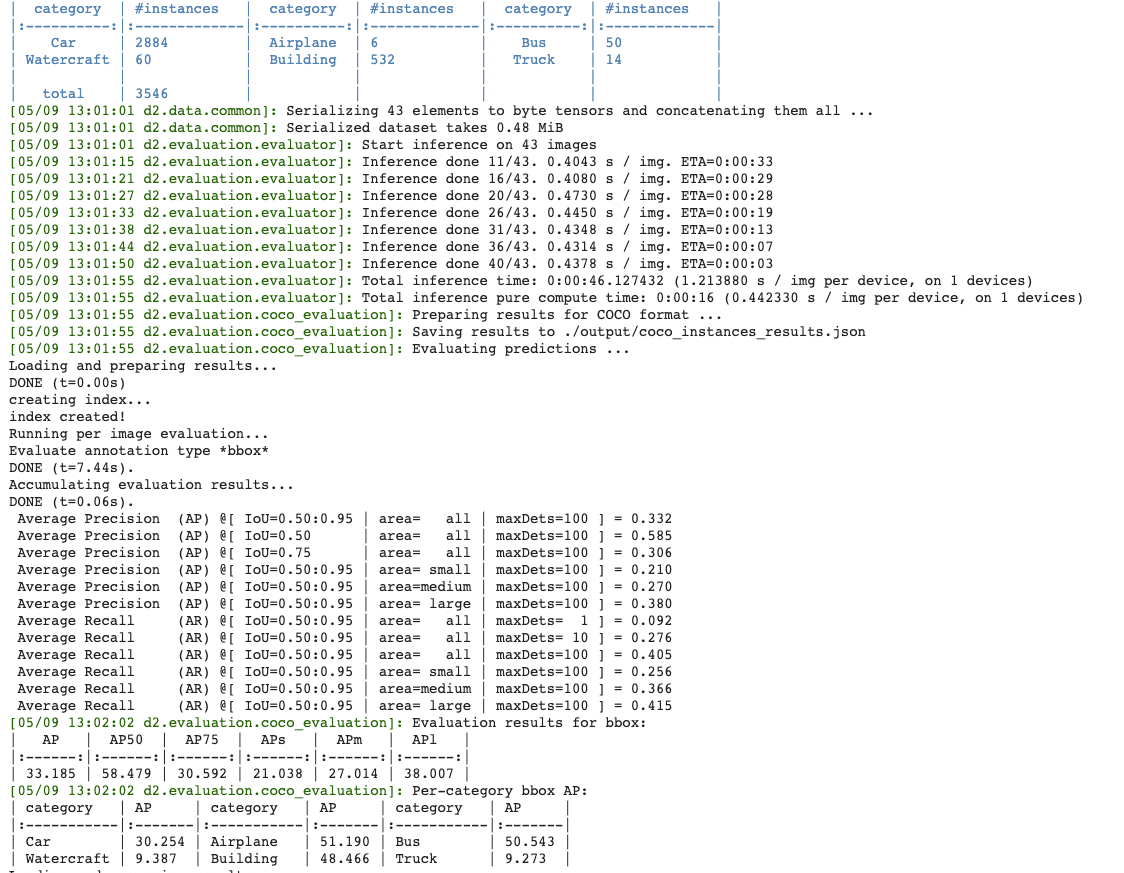 |  category  | #instances  |  category  | #instances  |  category  | #instances  |
|:----------:|:------------|:----------:|:------------|:----------:|:------------|
|    Car     | 2884        |  Airplane  | 6           |    Bus     | 50          |
| Watercraft | 60          |  Building  | 532         |   Truck    | 14          |
|            |             |            |             |            |             |
|   total    | 3546        |            |             |            |             |
[05/09 13:01:01 d2.data.common]: Serializing 43 elements to byte tensors and concatenating them all ...
[05/09 13:01:01 d2.data.common]: Serialized dataset takes 0.48 MiB
[05/09 13:01:01 d2.evaluation.evaluator]: Start inference on 43 images
[05/09 13:01:15 d2.evaluation.evaluator]: Inference done 11/43. 0.4043 s / img. ETA=0:00:33
[05/09 13:01:21 d2.evaluation.evaluator]: Inference done 16/43. 0.4080 s / img. ETA=0:00:29
[05/09 13:01:27 d2.evaluation.evaluator]: Inference done 20/43. 0.4730 s / img. ETA=0:00:28
[05/09 13:01:33 d2.evaluation.evaluator]: Inference done 26/43. 0.4450 s / img. ETA=0:00:19
[05/09 13:01:38 d2.evaluation.evaluator]: Inference done 31/43. 0.4348 s / img. ETA=0:00:13
[05/09 13:01:44 d2.evaluation.evaluator]: Inference done 36/43. 0.4314 s / img. ETA=0:00:07
[05/09 13:01:50 d2.evaluation.evaluator]: Inference done 40/43. 0.4378 s / img. ETA=0:00:03
[05/09 13:01:55 d2.evaluation.evaluator]: Total inference time: 0:00:46.127432 (1.213880 s / img per device, on 1 devices)
[05/09 13:01:55 d2.evaluation.evaluator]: Total inference pure compute time: 0:00:16 (0.442330 s / img per device, on 1 devices)
[05/09 13:01:55 d2.evaluation.coco_evaluation]: Preparing results for COCO format ...
[05/09 13:01:55 d2.evaluation.coco_evaluation]: Saving results to ./output/coco_instances_results.json
[05/09 13:01:55 d2.evaluation.coco_evaluation]: Evaluating predictions ...
Loading and preparing results...
DONE (t=0.00s)
creating index...
index created!
Running per image evaluation...
Evaluate annotation type *bbox*
DONE (t=7.44s).
Accumulating evaluation results...
DONE (t=0.06s).
 Average Precision  (AP) @[ IoU=0.50:0.95 | area=   all | maxDets=100 ] = 0.332
 Average Precision  (AP) @[ IoU=0.50      | area=   all | maxDets=100 ] = 0.585
 Average Precision  (AP) @[ IoU=0.75      | area=   all | maxDets=100 ] = 0.306
 Average Precision  (AP) @[ IoU=0.50:0.95 | area= small | maxDets=100 ] = 0.210
 Average Precision  (AP) @[ IoU=0.50:0.95 | area=medium | maxDets=100 ] = 0.270
 Average Precision  (AP) @[ IoU=0.50:0.95 | area= large | maxDets=100 ] = 0.380
 Average Recall     (AR) @[ IoU=0.50:0.95 | area=   all | maxDets=  1 ] = 0.092
 Average Recall     (AR) @[ IoU=0.50:0.95 | area=   all | maxDets= 10 ] = 0.276
 Average Recall     (AR) @[ IoU=0.50:0.95 | area=   all | maxDets=100 ] = 0.405
 Average Recall     (AR) @[ IoU=0.50:0.95 | area= small | maxDets=100 ] = 0.256
 Average Recall     (AR) @[ IoU=0.50:0.95 | area=medium | maxDets=100 ] = 0.366
 Average Recall     (AR) @[ IoU=0.50:0.95 | area= large | maxDets=100 ] = 0.415
[05/09 13:02:02 d2.evaluation.coco_evaluation]: Evaluation results for bbox:
|   AP   |  AP50  |  AP75  |  APs   |  APm   |  APl   |
|:------:|:------:|:------:|:------:|:------:|:------:|
| 33.185 | 58.479 | 30.592 | 21.038 | 27.014 | 38.007 |
[05/09 13:02:02 d2.evaluation.coco_evaluation]: Per-category bbox AP:
| category   | AP     | category   | AP     | category   | AP     |
|:-----------|:-------|:-----------|:-------|:-----------|:-------|
| Car        | 30.254 | Airplane   | 51.190 | Bus        | 50.543 |
| Watercraft | 9.387  | Building   | 48.466 | Truck      | 9.273  |